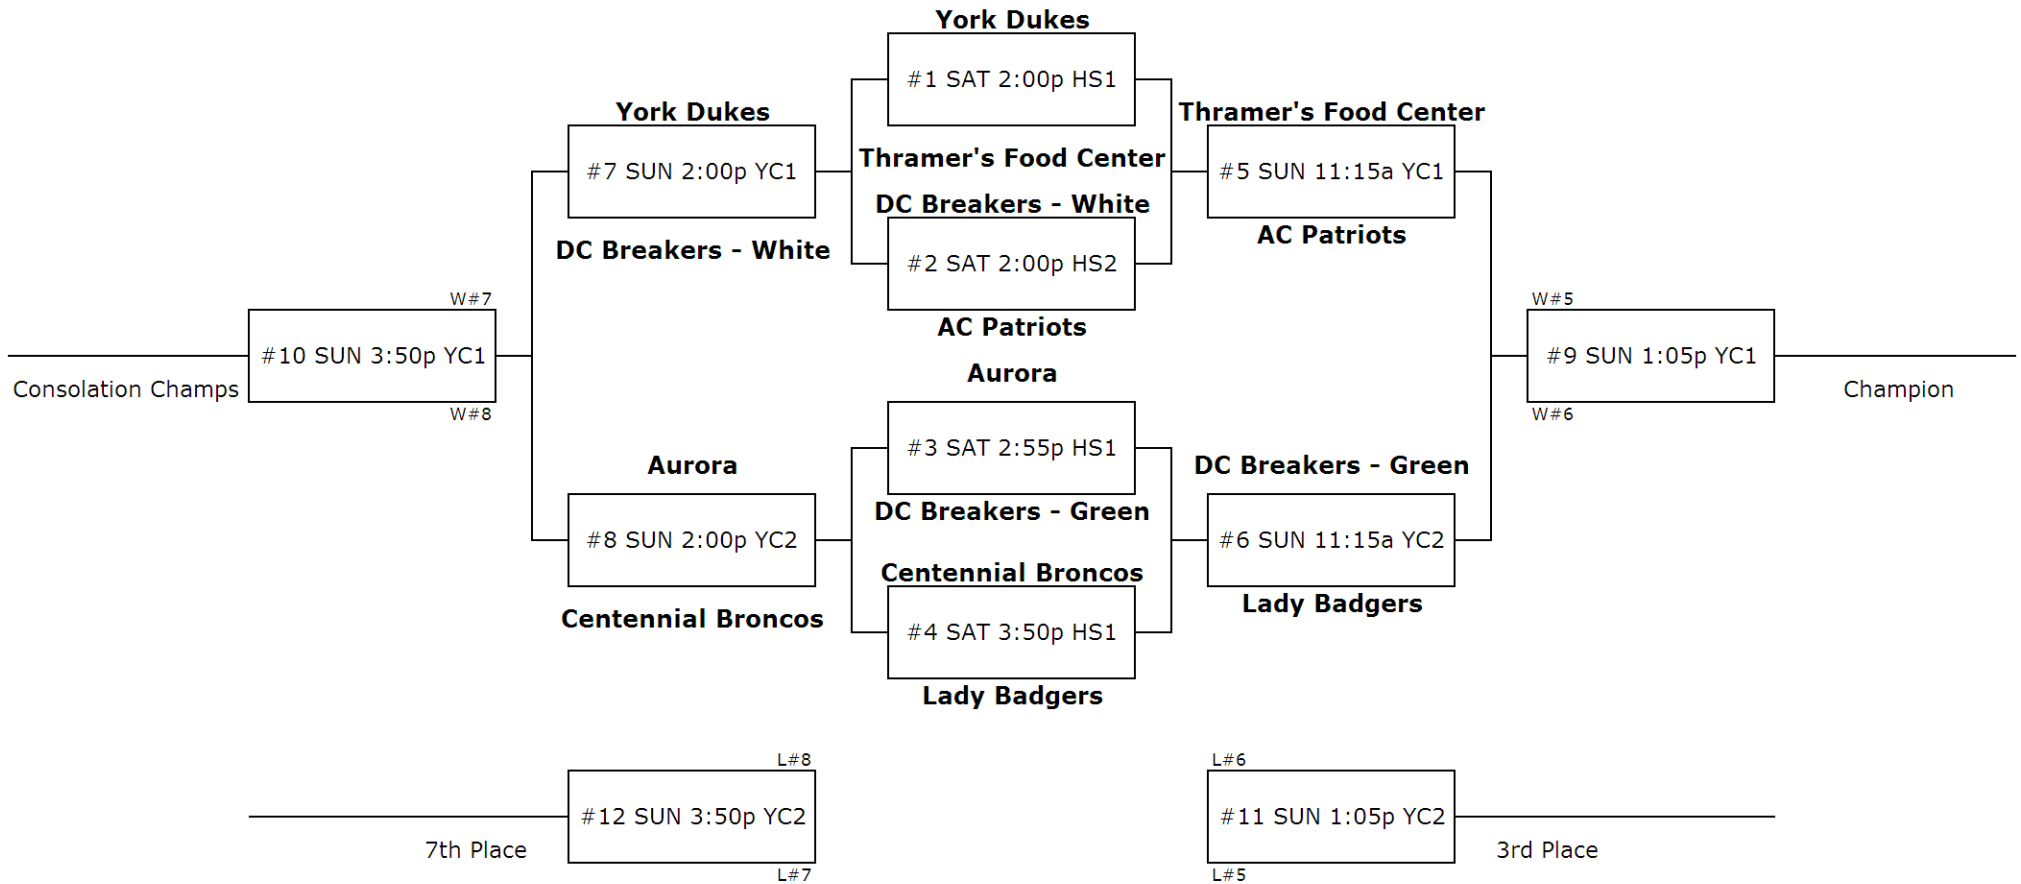 York Dukes
#1 SAT 2:00p HS1
York Dukes
Thramer's Food Center
#7 SUN 2:00p YC1
Thramer's Food Center
#5 SUN 11:15a YC1
DC Breakers - White
DC Breakers - White
AC Patriots
#2 SAT 2:00p HS2
W#7
W#5
AC Patriots
#10 SUN 3:50p YC1
#9 SUN 1:05p YC1
Aurora
Consolation Champs
Champion
W#8
W#6
#3 SAT 2:55p HS1
Aurora
DC Breakers - Green
DC Breakers - Green
#8 SUN 2:00p YC2
#6 SUN 11:15a YC2
Centennial Broncos
Lady Badgers
Centennial Broncos
#4 SAT 3:50p HS1
Lady Badgers
L#8
L#6
#12 SUN 3:50p YC2
#11 SUN 1:05p YC2
7th Place
3rd Place
L#7
L#5